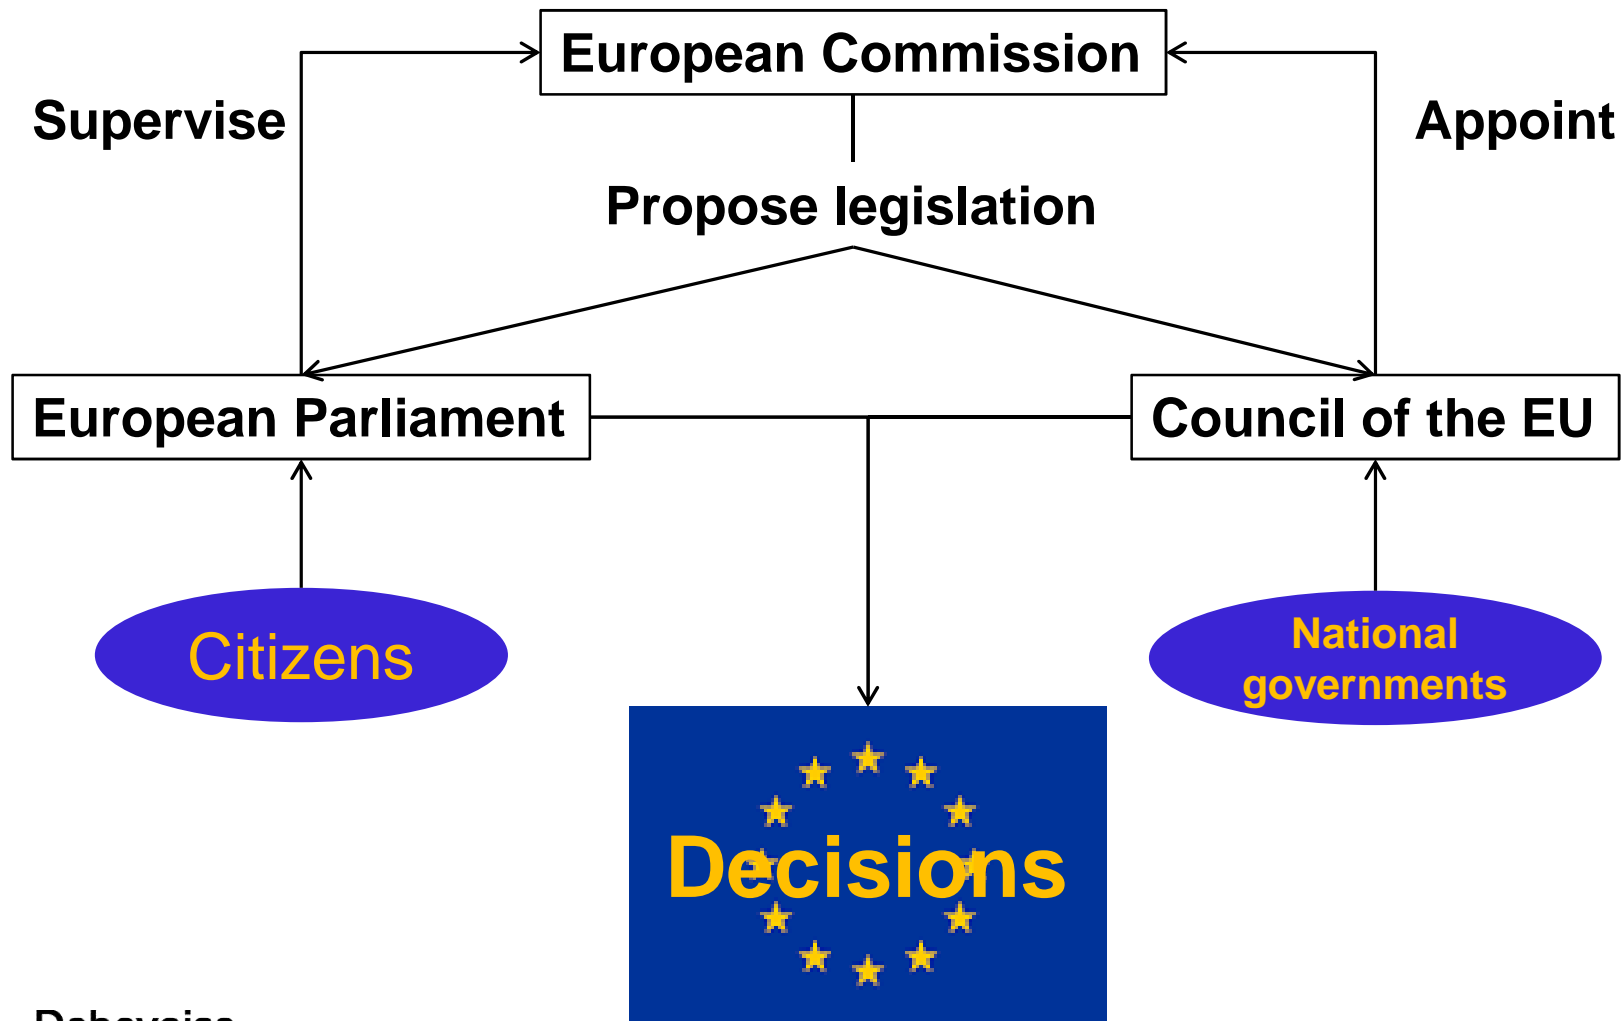 European Commission
Supervise
Appoint
Propose legislation
European Parliament
Council of the EU
Citizens
National
governments
Decisions